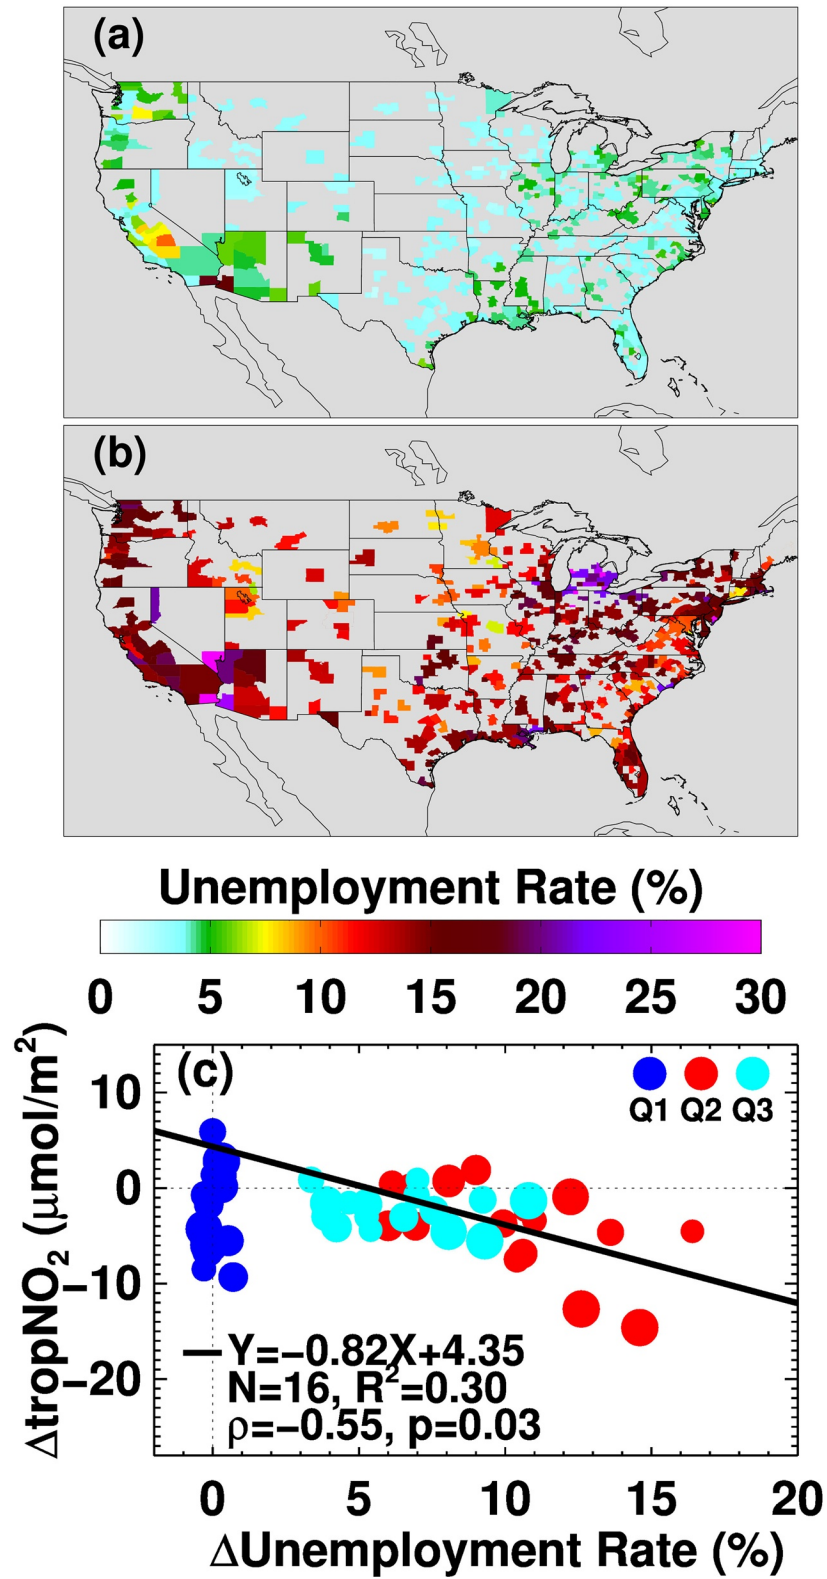 (a)
(b)
Unemployment Rate (%)
0 5 10 15 20 25 30
(c)
Q1 Q2 Q3
10
0
−10
−20
ΔtropNO₂ (μmol/m²)
Y=−0.82X+4.35
N=16, R²=0.30
ρ=−0.55, p=0.03
0 5 10 15 20
ΔUnemployment Rate (%)